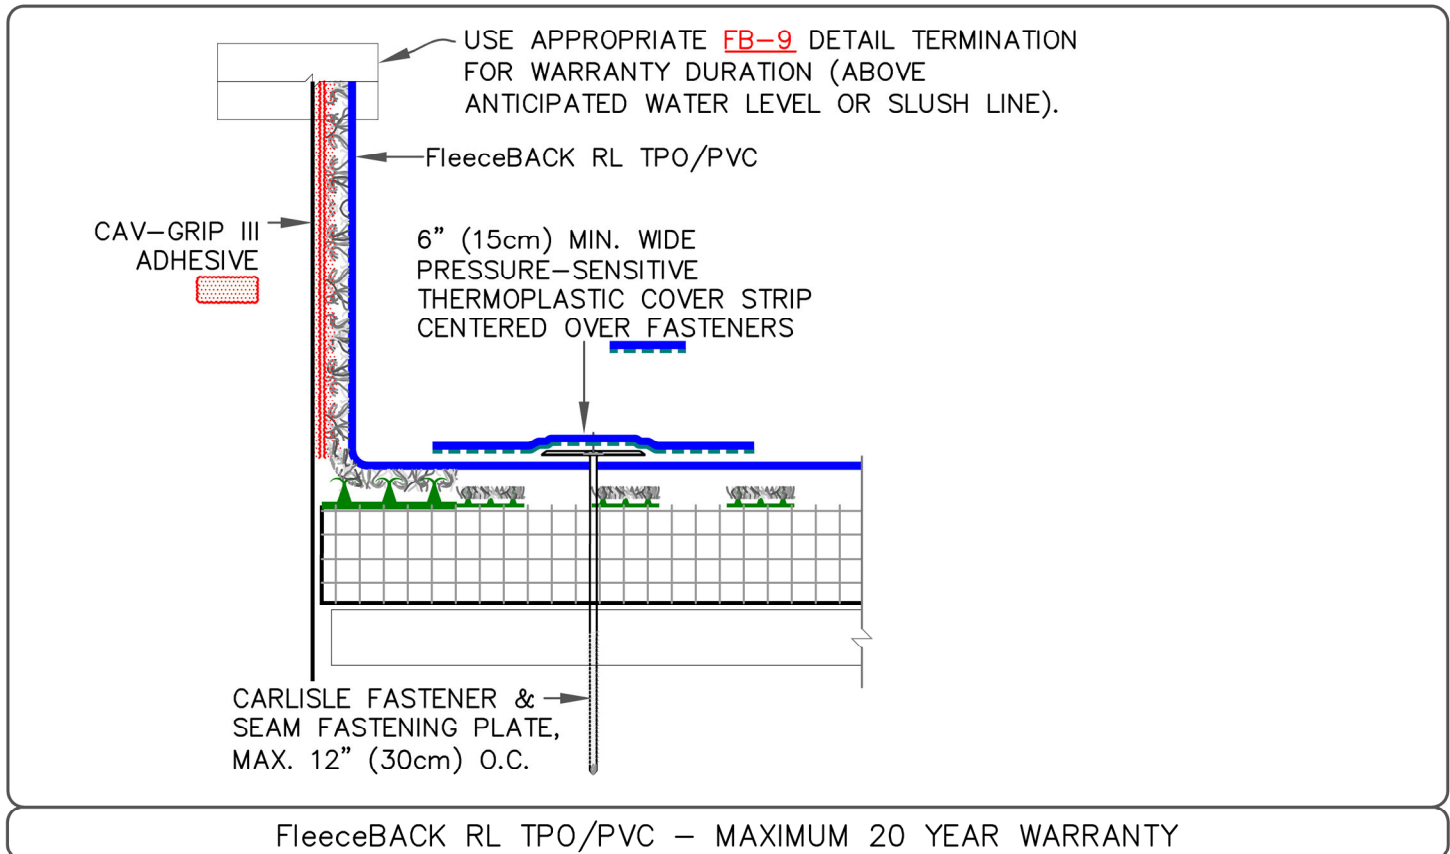 USE APPROPRIATE FB-9 DETAIL TERMINATION
FOR WARRANTY DURATION (ABOVE
ANTICIPATED WATER LEVEL OR SLUSH LINE).
FleeceBACK RL TPO/PVC
CAV-GRIP III
ADHESIVE
6" (15cm) MIN. WIDE
PRESSURE-SENSITIVE
THERMOPLASTIC COVER STRIP
CENTERED OVER FASTENERS
CARLISLE FASTENER &
SEAM FASTENING PLATE,
MAX. 12" (30cm) O.C.
FleeceBACK RL TPO/PVC - MAXIMUM 20 YEAR WARRANTY